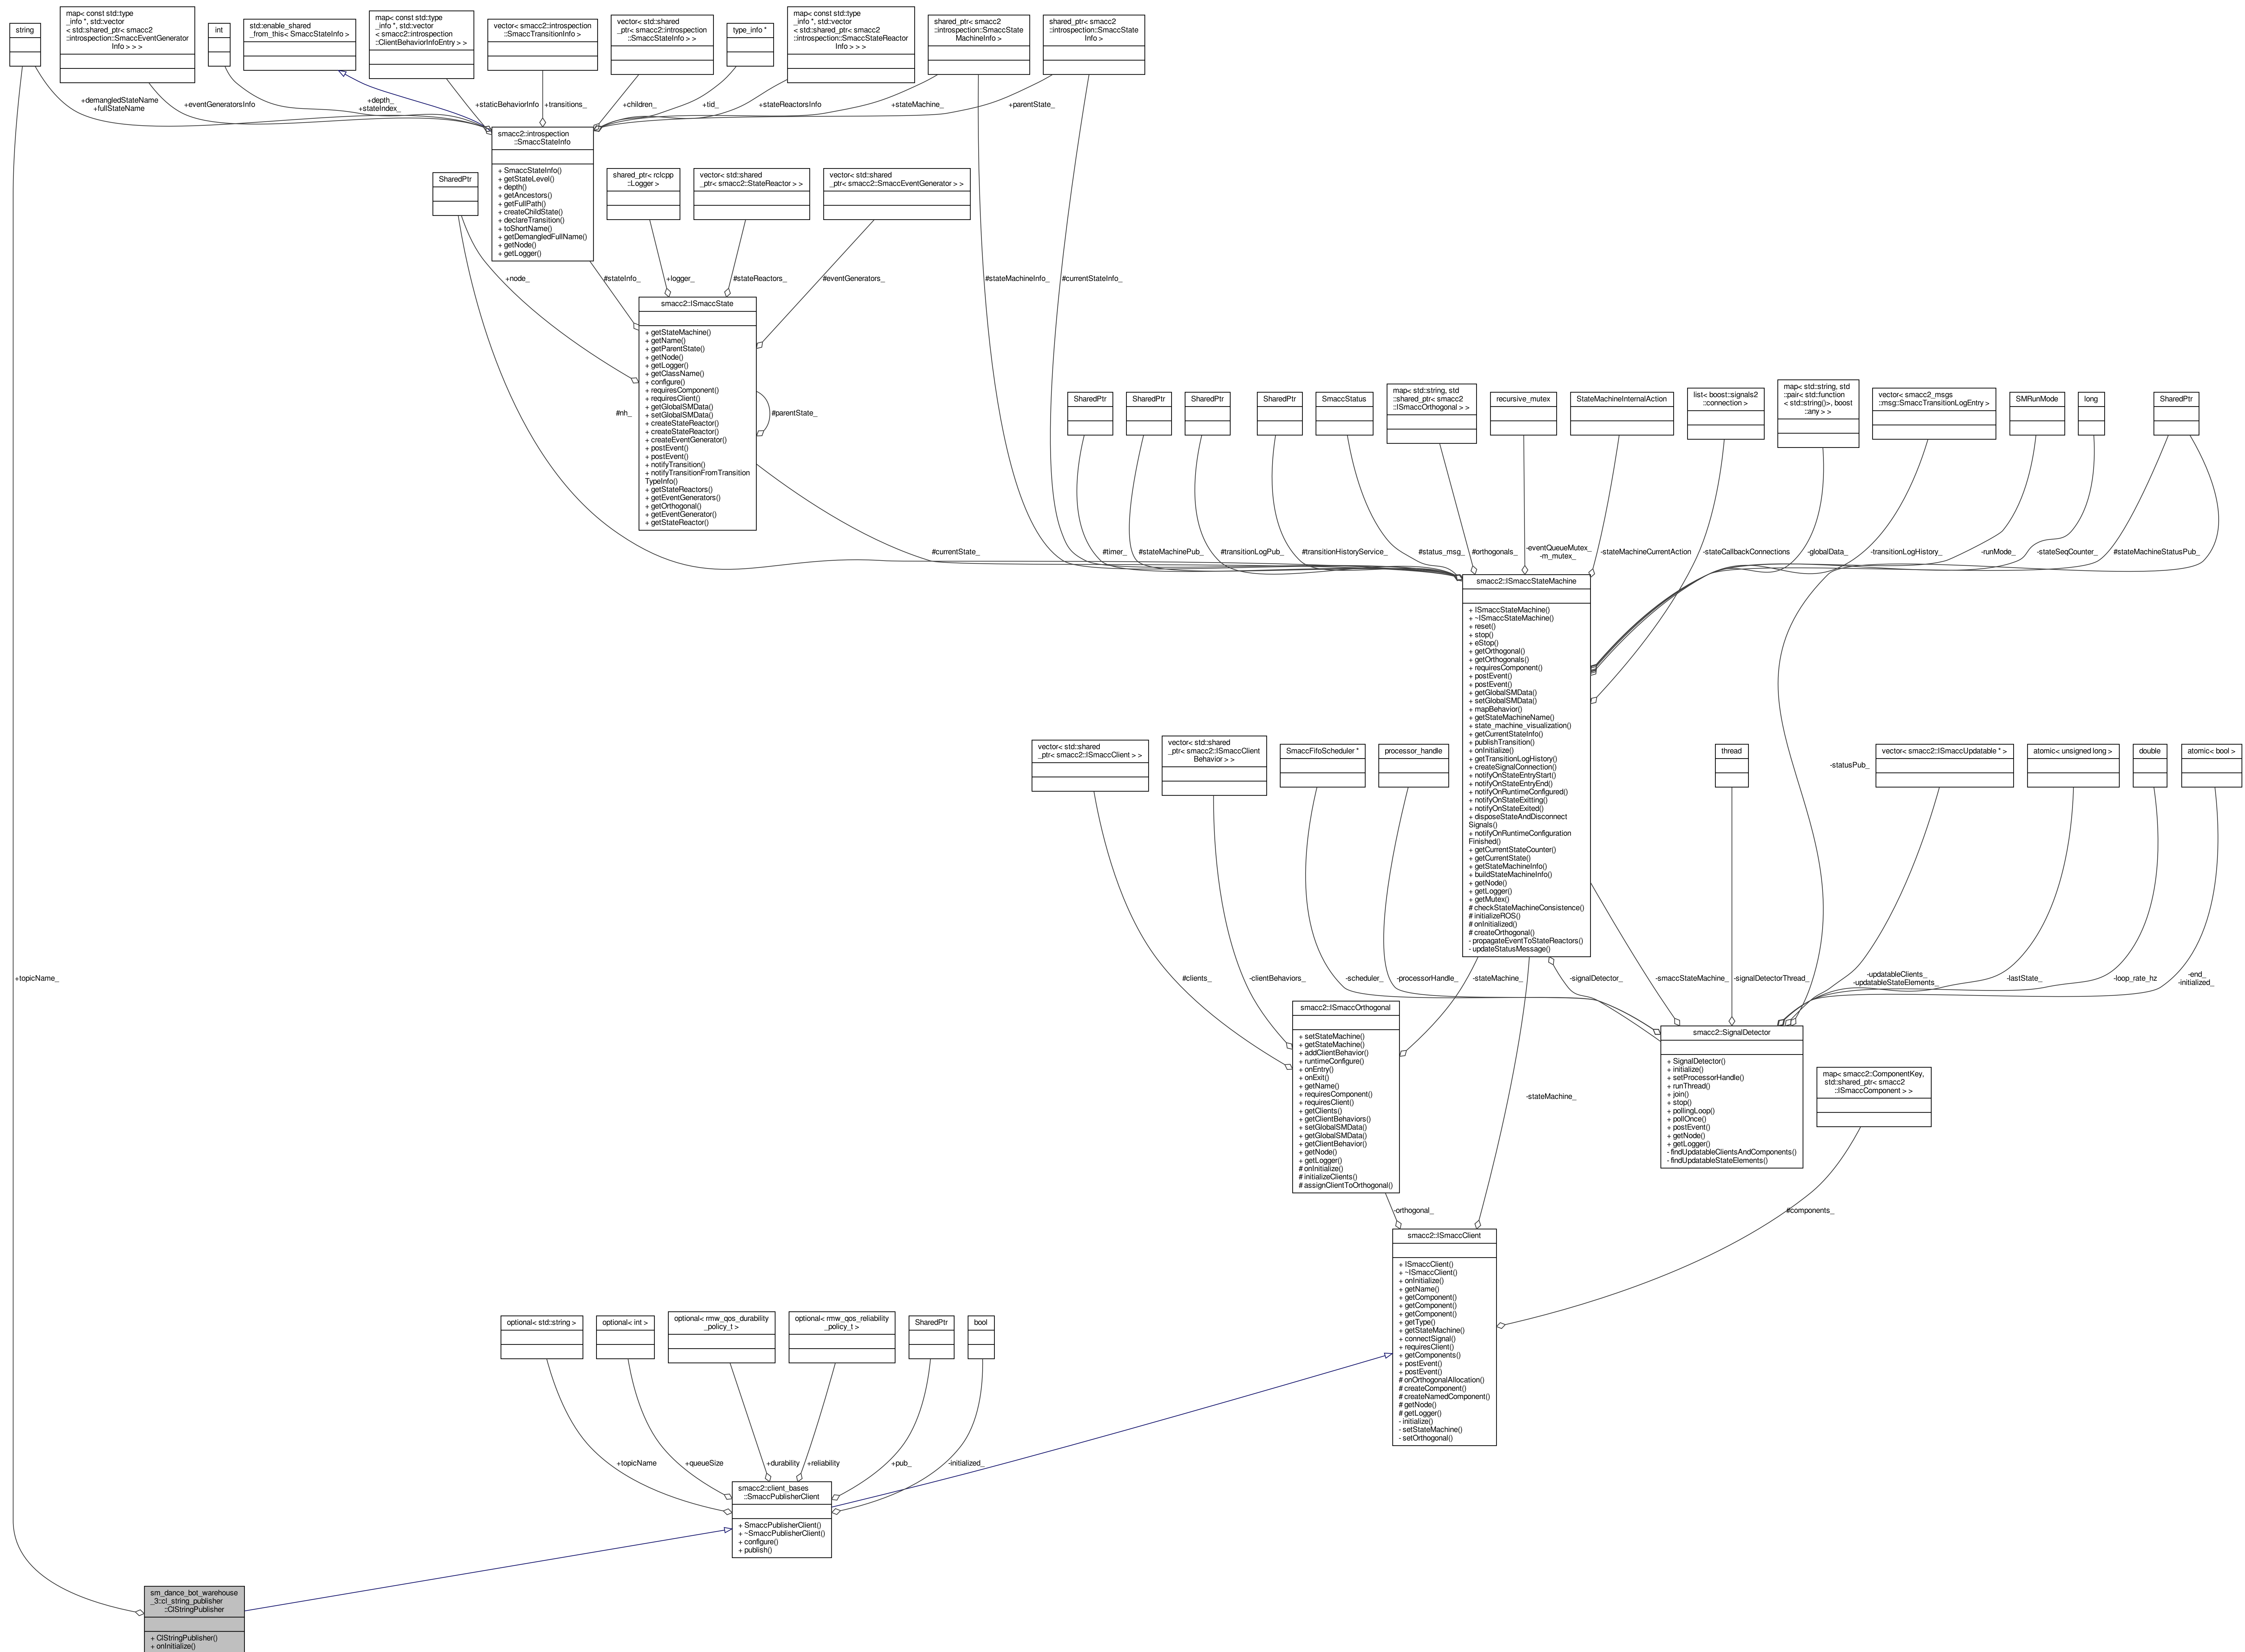 string
map< const std::type
_info *, std::vector
< std::shared_ptr< smacc2
::introspection::SmaccEventGenerator
Info > > >
int
std::enable_shared
_from_this< SmaccStateInfo >
map< const std::type
_info *, std::vector
< smacc2::introspection
::ClientBehaviorInfoEntry > >
vector< smacc2::introspection
::SmaccTransitionInfo >
vector< std::shared
_ptr< smacc2::introspection
::SmaccStateInfo > >
type_info *
map< const std::type
_info *, std::vector
< std::shared_ptr< smacc2
::introspection::SmaccStateReactor
Info > > >
shared_ptr< smacc2
::introspection::SmaccState
MachineInfo >
shared_ptr< smacc2
::introspection::SmaccState
Info >
+demangledStateName
+fullStateName
+eventGeneratorsInfo
+depth_
+stateIndex_
+staticBehaviorInfo
+transitions_
+children_
+tid_
+stateReactorsInfo
+stateMachine_
+parentState_
smacc2::introspection
::SmaccStateInfo
+ SmaccStateInfo()
+ getStateLevel()
+ depth()
+ getAncestors()
+ getFullPath()
+ createChildState()
+ declareTransition()
+ toShortName()
+ getDemangledFullName()
+ getNode()
+ getLogger()
SharedPtr
shared_ptr< rclcpp
::Logger >
vector< std::shared
_ptr< smacc2::StateReactor > >
vector< std::shared
_ptr< smacc2::SmaccEventGenerator > >
+node_
#stateInfo_
+logger_
#stateReactors_
#eventGenerators_
#stateMachineInfo_
#currentStateInfo_
smacc2::ISmaccState
+ getStateMachine()
+ getName()
+ getParentState()
+ getNode()
+ getLogger()
+ getClassName()
+ configure()
+ requiresComponent()
+ requiresClient()
+ getGlobalSMData()
+ setGlobalSMData()
+ createStateReactor()
+ createStateReactor()
+ createEventGenerator()
+ postEvent()
+ postEvent()
+ notifyTransition()
+ notifyTransitionFromTransition
TypeInfo()
+ getStateReactors()
+ getEventGenerators()
+ getOrthogonal()
+ getEventGenerator()
+ getStateReactor()
#nh_
#parentState_
SharedPtr
SharedPtr
SharedPtr
SharedPtr
SmaccStatus
map< std::string, std
::shared_ptr< smacc2
::ISmaccOrthogonal > >
recursive_mutex
StateMachineInternalAction
list< boost::signals2
::connection >
map< std::string, std
::pair< std::function
< std::string()>, boost
::any > >
vector< smacc2_msgs
::msg::SmaccTransitionLogEntry >
SMRunMode
long
SharedPtr
#currentState_
#timer_
#stateMachinePub_
#transitionLogPub_
#transitionHistoryService_
#status_msg_
#orthogonals_
-eventQueueMutex_
-m_mutex_
-stateMachineCurrentAction
-stateCallbackConnections
-globalData_
-transitionLogHistory_
-runMode_
-stateSeqCounter_
#stateMachineStatusPub_
smacc2::ISmaccStateMachine
+ ISmaccStateMachine()
+ ~ISmaccStateMachine()
+ reset()
+ stop()
+ eStop()
+ getOrthogonal()
+ getOrthogonals()
+ requiresComponent()
+ postEvent()
+ postEvent()
+ getGlobalSMData()
+ setGlobalSMData()
+ mapBehavior()
+ getStateMachineName()
+ state_machine_visualization()
+ getCurrentStateInfo()
+ publishTransition()
+ onInitialize()
+ getTransitionLogHistory()
+ createSignalConnection()
+ notifyOnStateEntryStart()
+ notifyOnStateEntryEnd()
+ notifyOnRuntimeConfigured()
+ notifyOnStateExitting()
+ notifyOnStateExited()
+ disposeStateAndDisconnect
Signals()
+ notifyOnRuntimeConfiguration
Finished()
+ getCurrentStateCounter()
+ getCurrentState()
+ getStateMachineInfo()
+ buildStateMachineInfo()
+ getNode()
+ getLogger()
+ getMutex()
# checkStateMachineConsistence()
# initializeROS()
# onInitialized()
# createOrthogonal()
- propagateEventToStateReactors()
- updateStatusMessage()
vector< std::shared
_ptr< smacc2::ISmaccClient > >
vector< std::shared
_ptr< smacc2::ISmaccClient
Behavior > >
SmaccFifoScheduler *
processor_handle
thread
-statusPub_
vector< smacc2::ISmaccUpdatable * >
atomic< unsigned long >
double
atomic< bool >
+topicName_
#clients_
-clientBehaviors_
-scheduler_
-processorHandle_
-stateMachine_
-signalDetector_
-smaccStateMachine_
-signalDetectorThread_
-updatableClients_
-updatableStateElements_
-lastState_
-loop_rate_hz
-end_
-initialized_
smacc2::ISmaccOrthogonal
+ setStateMachine()
+ getStateMachine()
+ addClientBehavior()
+ runtimeConfigure()
+ onEntry()
+ onExit()
+ getName()
+ requiresComponent()
+ requiresClient()
+ getClients()
+ getClientBehaviors()
+ setGlobalSMData()
+ getGlobalSMData()
+ getClientBehavior()
+ getNode()
+ getLogger()
# onInitialize()
# initializeClients()
# assignClientToOrthogonal()
smacc2::SignalDetector
+ SignalDetector()
+ initialize()
+ setProcessorHandle()
+ runThread()
+ join()
+ stop()
+ pollingLoop()
+ pollOnce()
+ postEvent()
+ getNode()
+ getLogger()
- findUpdatableClientsAndComponents()
- findUpdatableStateElements()
map< smacc2::ComponentKey,
std::shared_ptr< smacc2
::ISmaccComponent > >
-stateMachine_
-orthogonal_
#components_
smacc2::ISmaccClient
+ ISmaccClient()
+ ~ISmaccClient()
+ onInitialize()
+ getName()
+ getComponent()
+ getComponent()
+ getComponent()
+ getType()
+ getStateMachine()
+ connectSignal()
+ requiresClient()
+ getComponents()
+ postEvent()
+ postEvent()
# onOrthogonalAllocation()
# createComponent()
# createNamedComponent()
# getNode()
# getLogger()
- initialize()
- setStateMachine()
- setOrthogonal()
optional< std::string >
optional< int >
optional< rmw_qos_durability
_policy_t >
optional< rmw_qos_reliability
_policy_t >
SharedPtr
bool
+topicName
+queueSize
+durability
+reliability
+pub_
-initialized_
smacc2::client_bases
::SmaccPublisherClient
+ SmaccPublisherClient()
+ ~SmaccPublisherClient()
+ configure()
+ publish()
sm_dance_bot_warehouse
_3::cl_string_publisher
::ClStringPublisher
+ ClStringPublisher()
+ onInitialize()